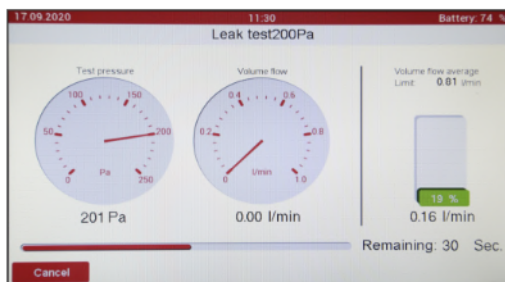 17.09.2020 11:30 Battery: 74 %
Leak test200Pa
Test pressure
0
50
100
150
200
250
Pa
201 Pa
Volume flow
0
0.2
0.4
0.6
0.8
1.0
l/min
0.00 l/min
Volume flow average
Limit: 0.81 l/min
19 %
0.16 l/min
Remaining: 30 Sec.
Cancel